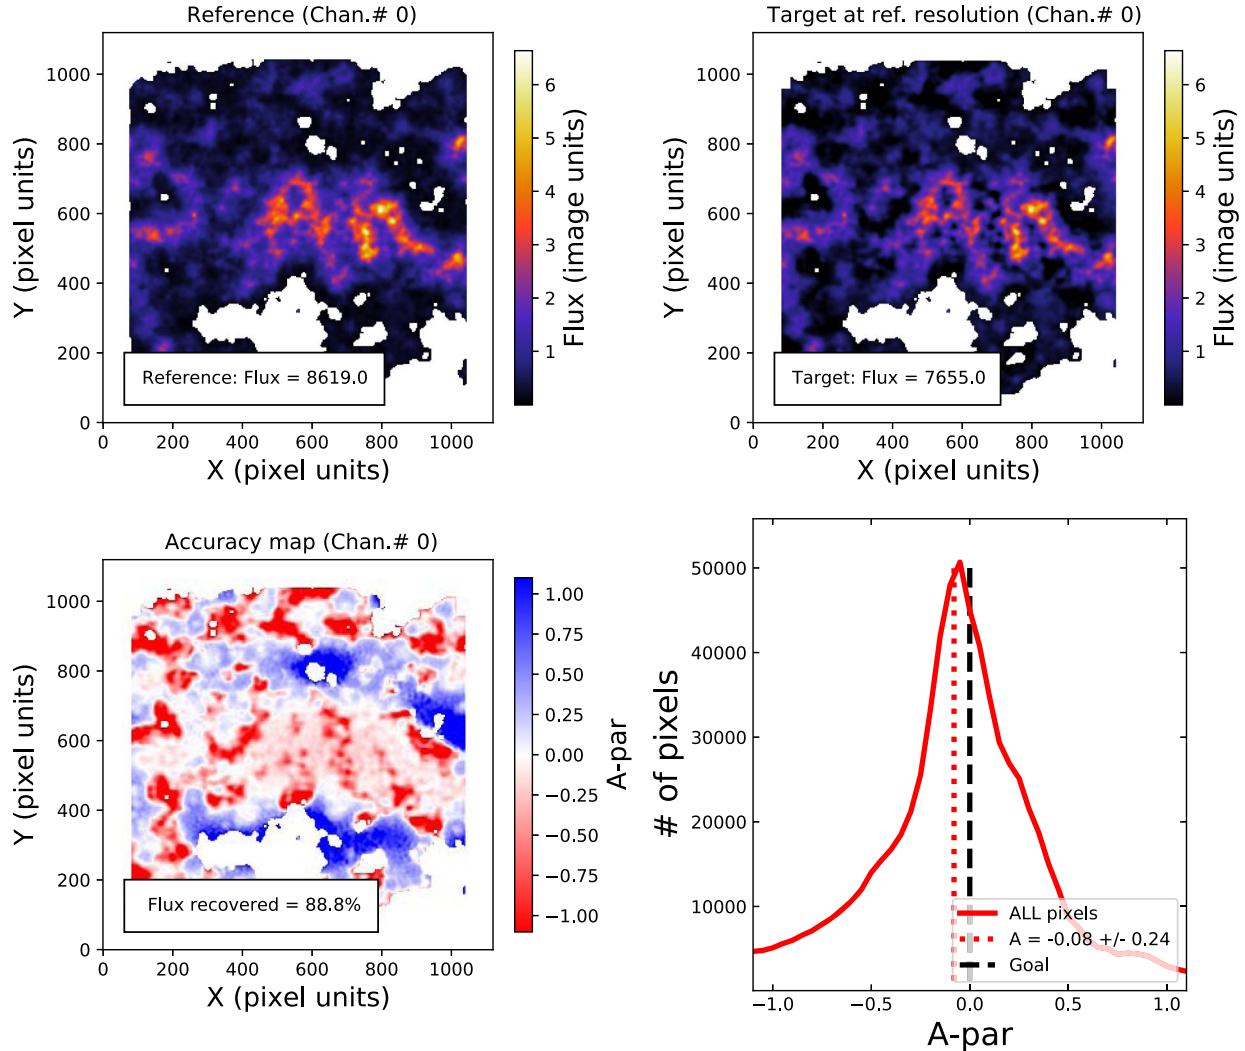 Reference (Chan.# 0)
Y (pixel units)
1000
800
600
400
200
0
Reference: Flux = 8619.0
0 200 400 600 800 1000
X (pixel units)
6
5
4
3
2
1
Flux (image units)
Target at ref. resolution (Chan.# 0)
Y (pixel units)
1000
800
600
400
200
0
Target: Flux = 7655.0
0 200 400 600 800 1000
X (pixel units)
6
5
4
3
2
1
Flux (image units)
Accuracy map (Chan.# 0)
Y (pixel units)
1000
800
600
400
200
0
Flux recovered = 88.8%
0 200 400 600 800 1000
X (pixel units)
1.00
0.75
0.50
0.25
0.00
−0.25
−0.50
−0.75
−1.00
A-par
# of pixels
50000
40000
30000
20000
10000
ALL pixels
A = -0.08 +/- 0.24
Goal
−1.0 −0.5 0.0 0.5 1.0
A-par